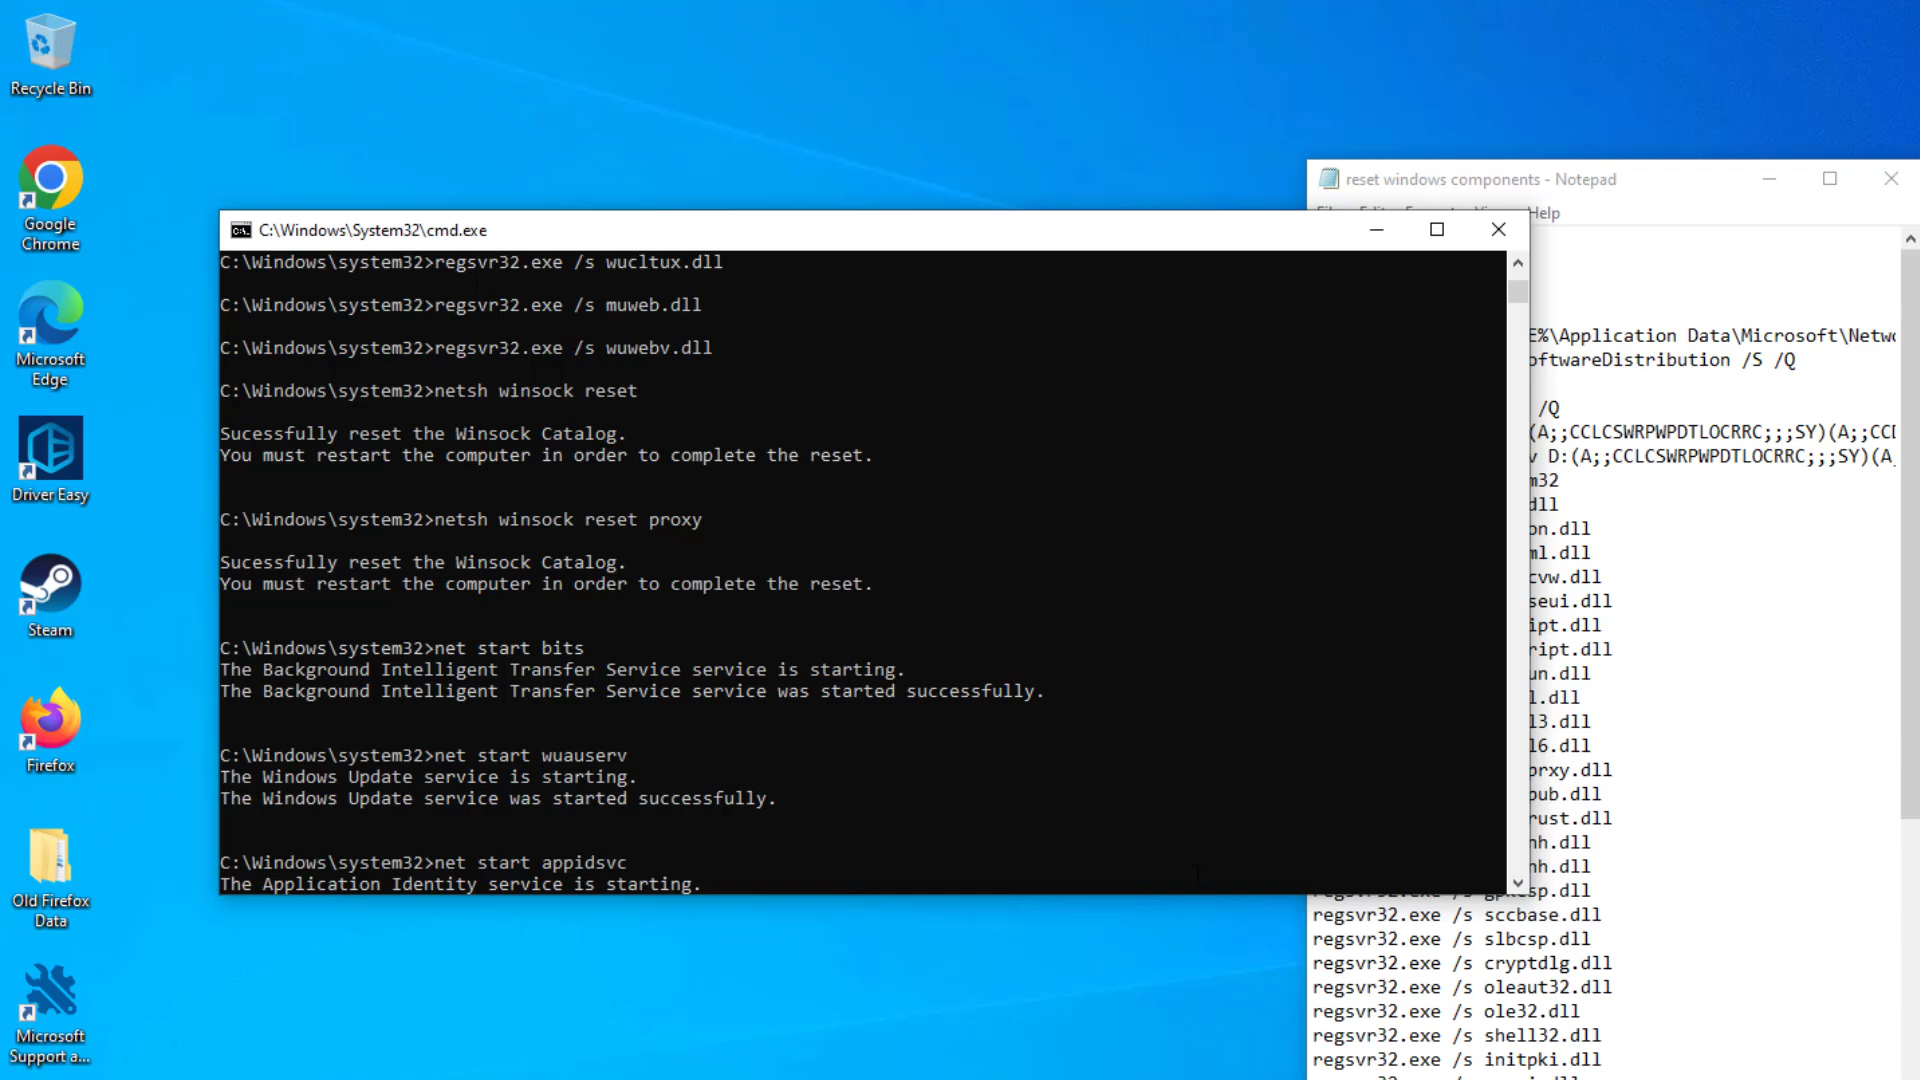 Recycle Bin
Google
Chrome
Microsoft
Edge
Driver Easy
Steam
Firefox
Old Firefox
Data
Microsoft
Support a...
C:\Windows\System32\cmd.exe
C:\Windows\system32>regsvr32.exe /s wucltux.dll
C:\Windows\system32>regsvr32.exe /s muweb.dll
C:\Windows\system32>regsvr32.exe /s wuwebv.dll
C:\Windows\system32>netsh winsock reset
Sucessfully reset the Winsock Catalog.
You must restart the computer in order to complete the reset.
C:\Windows\system32>netsh winsock reset proxy
Sucessfully reset the Winsock Catalog.
You must restart the computer in order to complete the reset.
C:\Windows\system32>net start bits
The Background Intelligent Transfer Service service is starting.
The Background Intelligent Transfer Service service was started successfully.
C:\Windows\system32>net start wuauserv
The Windows Update service is starting.
The Windows Update service was started successfully.
C:\Windows\system32>net start appidsvc
The Application Identity service is starting.
reset windows components - Notepad
Help
E%\Application Data\Microsoft\Netwo
oftwareDistribution /S /Q
/Q
(A;;CCLCSWRPWPDTLOCRRC;;;SY)(A;;CCD
v D:(A;;CCLCSWRPWPDTLOCRRC;;;SY)(A
m32
dll
on.dll
ml.dll
cvw.dll
seui.dll
ipt.dll
ript.dll
un.dll
l.dll
l3.dll
l6.dll
prxy.dll
pub.dll
rust.dll
nh.dll
nh.dll
sp.dll
regsvr32.exe /s sccbase.dll
regsvr32.exe /s slbcsp.dll
regsvr32.exe /s cryptdlg.dll
regsvr32.exe /s oleaut32.dll
regsvr32.exe /s ole32.dll
regsvr32.exe /s shell32.dll
regsvr32.exe /s initpki.dll